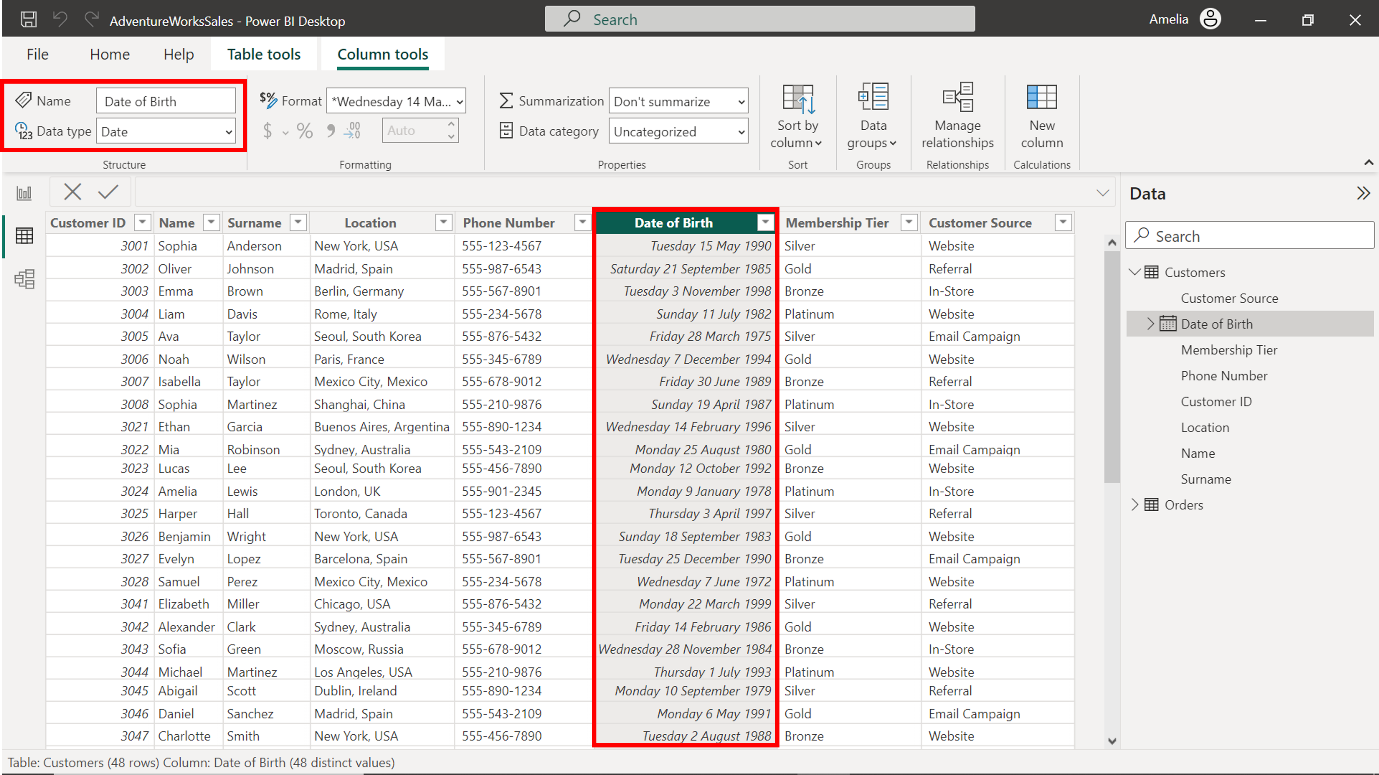 AdventureWorksSales - Power BI Desktop
Search
Amelia
File Home Help Table tools Column tools
Name Date of Birth $% Format *Wednesday 14 Ma... Summarization Don't summarize
123 Data type Date $ % Auto Data category Uncategorized
Sort by column Data groups Manage relationships New column
Structure Formatting Properties Sort Groups Relationships Calculations
Customer ID Name Surname Location Phone Number Date of Birth Membership Tier Customer Source
3001 Sophia Anderson New York, USA 555-123-4567 Tuesday 15 May 1990 Silver Website
3002 Oliver Johnson Madrid, Spain 555-987-6543 Saturday 21 September 1985 Gold Referral
3003 Emma Brown Berlin, Germany 555-567-8901 Tuesday 3 November 1998 Bronze In-Store
3004 Liam Davis Rome, Italy 555-234-5678 Sunday 11 July 1982 Platinum Website
3005 Ava Taylor Seoul, South Korea 555-876-5432 Friday 28 March 1975 Silver Email Campaign
3006 Noah Wilson Paris, France 555-345-6789 Wednesday 7 December 1994 Gold Website
3007 Isabella Taylor Mexico City, Mexico 555-678-9012 Friday 30 June 1989 Bronze Referral
3008 Sophia Martinez Shanghai, China 555-210-9876 Sunday 19 April 1987 Platinum In-Store
3021 Ethan Garcia Buenos Aires, Argentina 555-890-1234 Wednesday 14 February 1996 Silver Website
3022 Mia Robinson Sydney, Australia 555-543-2109 Monday 25 August 1980 Gold Email Campaign
3023 Lucas Lee Seoul, South Korea 555-456-7890 Monday 12 October 1992 Bronze Website
3024 Amelia Lewis London, UK 555-901-2345 Monday 9 January 1978 Platinum In-Store
3025 Harper Hall Toronto, Canada 555-123-4567 Thursday 3 April 1997 Silver Referral
3026 Benjamin Wright New York, USA 555-987-6543 Sunday 18 September 1983 Gold Website
3027 Evelyn Lopez Barcelona, Spain 555-567-8901 Tuesday 25 December 1990 Bronze Email Campaign
3028 Samuel Perez Mexico City, Mexico 555-234-5678 Wednesday 7 June 1972 Platinum Website
3041 Elizabeth Miller Chicago, USA 555-876-5432 Monday 22 March 1999 Silver Referral
3042 Alexander Clark Sydney, Australia 555-345-6789 Friday 14 February 1986 Gold Website
3043 Sofia Green Moscow, Russia 555-678-9012 Wednesday 28 November 1984 Bronze In-Store
3044 Michael Martinez Los Angeles, USA 555-210-9876 Thursday 1 July 1993 Platinum Website
3045 Abigail Scott Dublin, Ireland 555-890-1234 Monday 10 September 1979 Silver Referral
3046 Daniel Sanchez Madrid, Spain 555-543-2109 Monday 6 May 1991 Gold Email Campaign
3047 Charlotte Smith New York, USA 555-456-7890 Tuesday 2 August 1988 Bronze Website
Data
Search
Customers
Customer Source
Date of Birth
Membership Tier
Phone Number
Customer ID
Location
Name
Surname
Orders
Table: Customers (48 rows) Column: Date of Birth (48 distinct values)